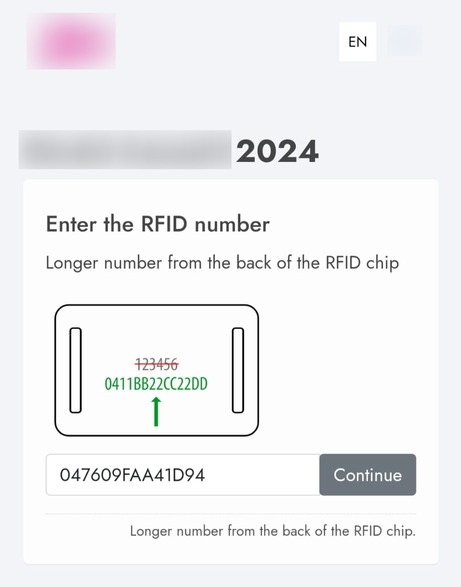 EN
2024
Enter the RFID number
Longer number from the back of the RFID chip
123456
0411BB22CC22DD
047609FAA41D94
Continue
Longer number from the back of the RFID chip.